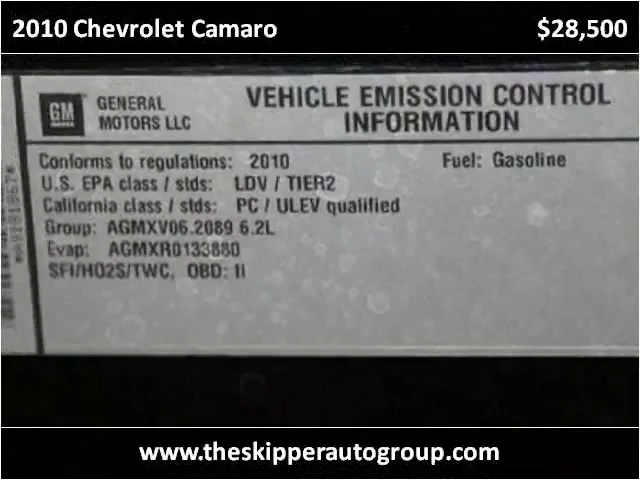 2010 Chevrolet Camaro $28,500
GM
GENERAL
MOTORS LLC
VEHICLE EMISSION CONTROL
INFORMATION
Conforms to regulations: 2010 Fuel: Gasoline
U.S. EPA class / stds: LDV / TIER2
California class / stds: PC / ULEV qualified
Group: AGMXV06.2089 6.2L
Evap: AGMXR0133880
SFI/HO2S/TWC, OBD: II
www.theskipperautogroup.com